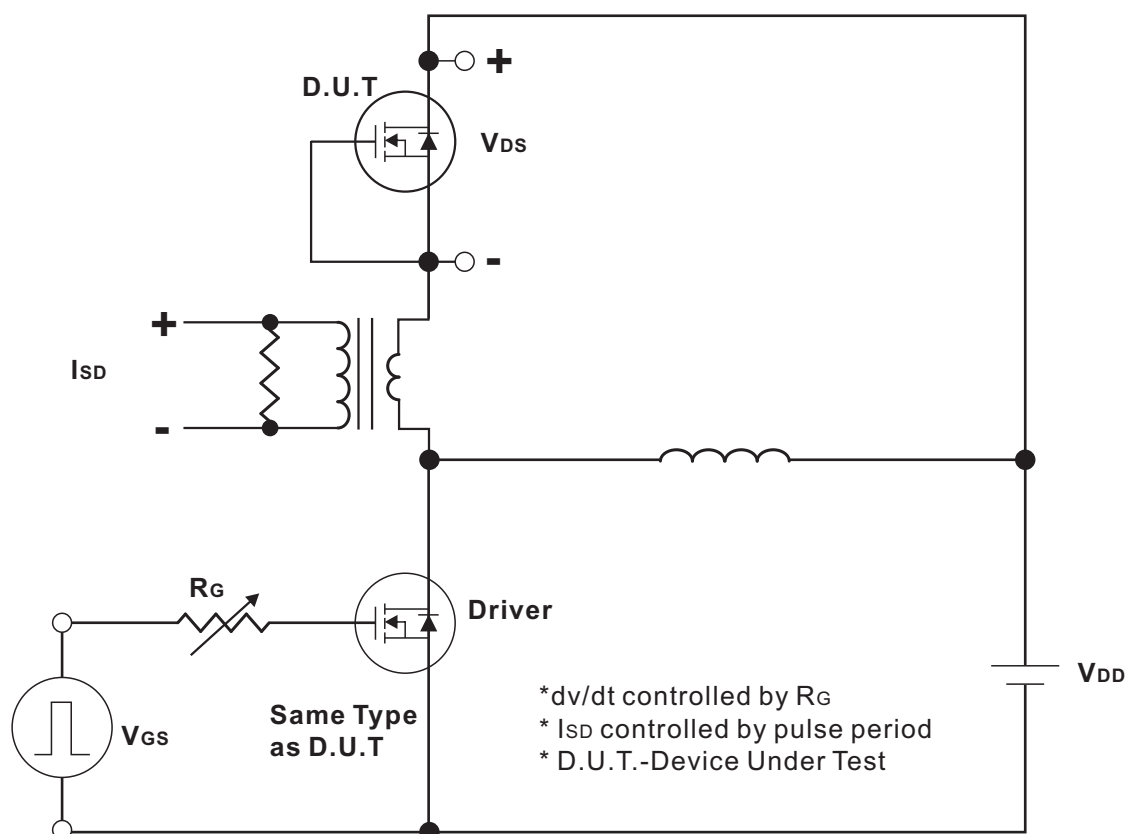 +
D.U.T
VDS
-
+
ISD
-
RG
Driver
VDD
VGS
Same Type
as D.U.T
*dv/dt controlled by RG
* ISD controlled by pulse period
* D.U.T.-Device Under Test